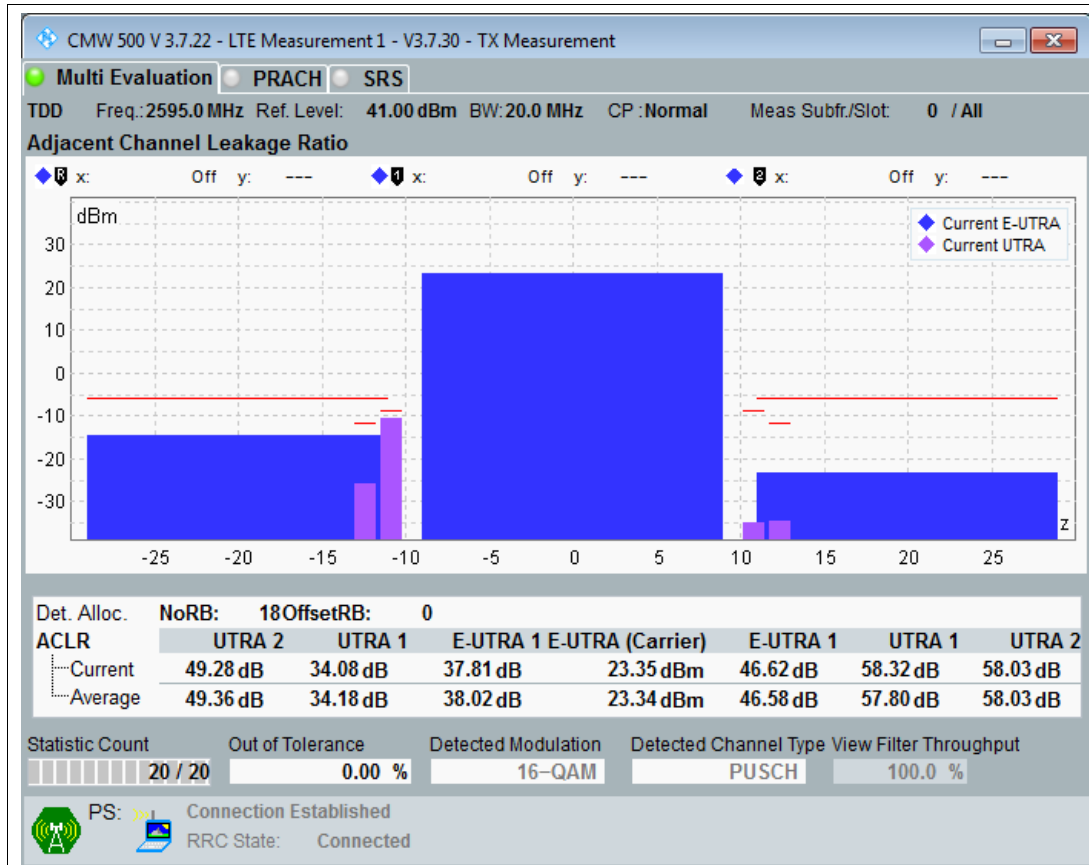 CMW 500 V 3.7.22 - LTE Measurement 1 - V3.7.30 - TX Measurement
Multi Evaluation PRACH SRS
TDD Freq.: 2595.0 MHz Ref. Level: 41.00 dBm BW: 20.0 MHz CP : Normal Meas Subfr./Slot: 0 / All
Adjacent Channel Leakage Ratio
R x: Off y: --- 1 x: Off y: --- 2 x: Off y: ---
dBm
Current E-UTRA
Current UTRA
30
20
10
0
-10
-20
-30
z
-25 -20 -15 -10 -5 0 5 10 15 20 25
Det. Alloc. NoRB: 18 OffsetRB: 0
ACLR UTRA 2 UTRA 1 E-UTRA 1 E-UTRA (Carrier) E-UTRA 1 UTRA 1 UTRA 2
Current 49.28 dB 34.08 dB 37.81 dB 23.35 dBm 46.62 dB 58.32 dB 58.03 dB
Average 49.36 dB 34.18 dB 38.02 dB 23.34 dBm 46.58 dB 57.80 dB 58.03 dB
Statistic Count Out of Tolerance Detected Modulation Detected Channel Type View Filter Throughput
20 / 20 0.00 % 16-QAM PUSCH 100.0 %
PS: Connection Established
RRC State: Connected